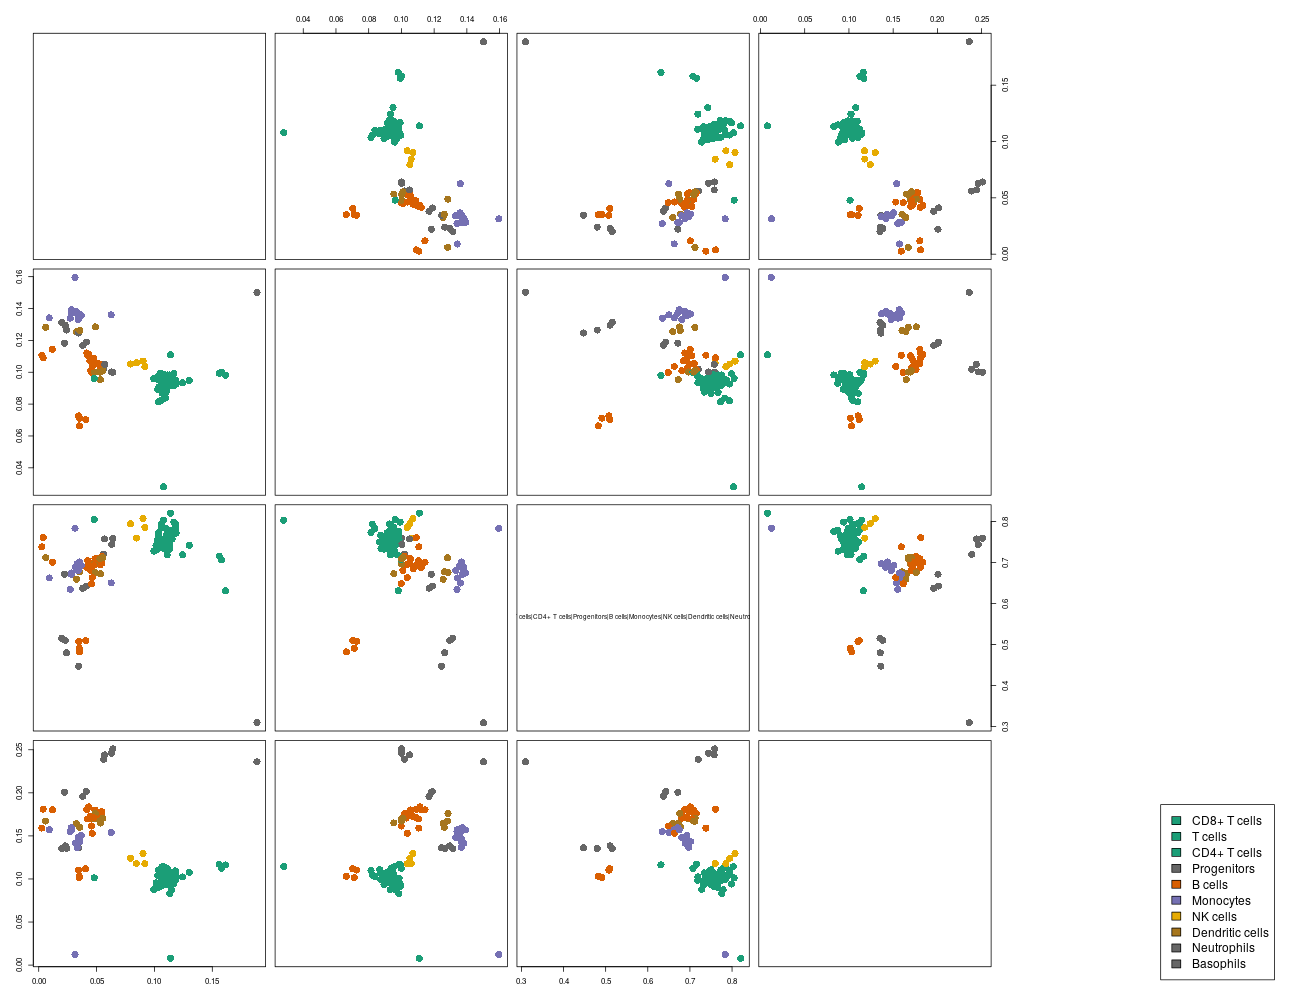 0.04 0.06 0.08 0.10 0.12 0.14 0.16
0.00 0.05 0.10 0.15 0.20 0.25
0.15
0.10
0.05
0.00
0.16
0.14
0.12
0.10
0.08
0.06
0.04
cells|CD4+ T cells|Progenitors|B cells|Monocytes|NK cells|Dendritic cells|Neutro
0.8
0.7
0.6
0.5
0.4
0.3
0.25
0.20
0.15
0.10
0.05
0.00
0.00 0.05 0.10 0.15
0.3 0.4 0.5 0.6 0.7 0.8
CD8+ T cells
T cells
CD4+ T cells
Progenitors
B cells
Monocytes
NK cells
Dendritic cells
Neutrophils
Basophils